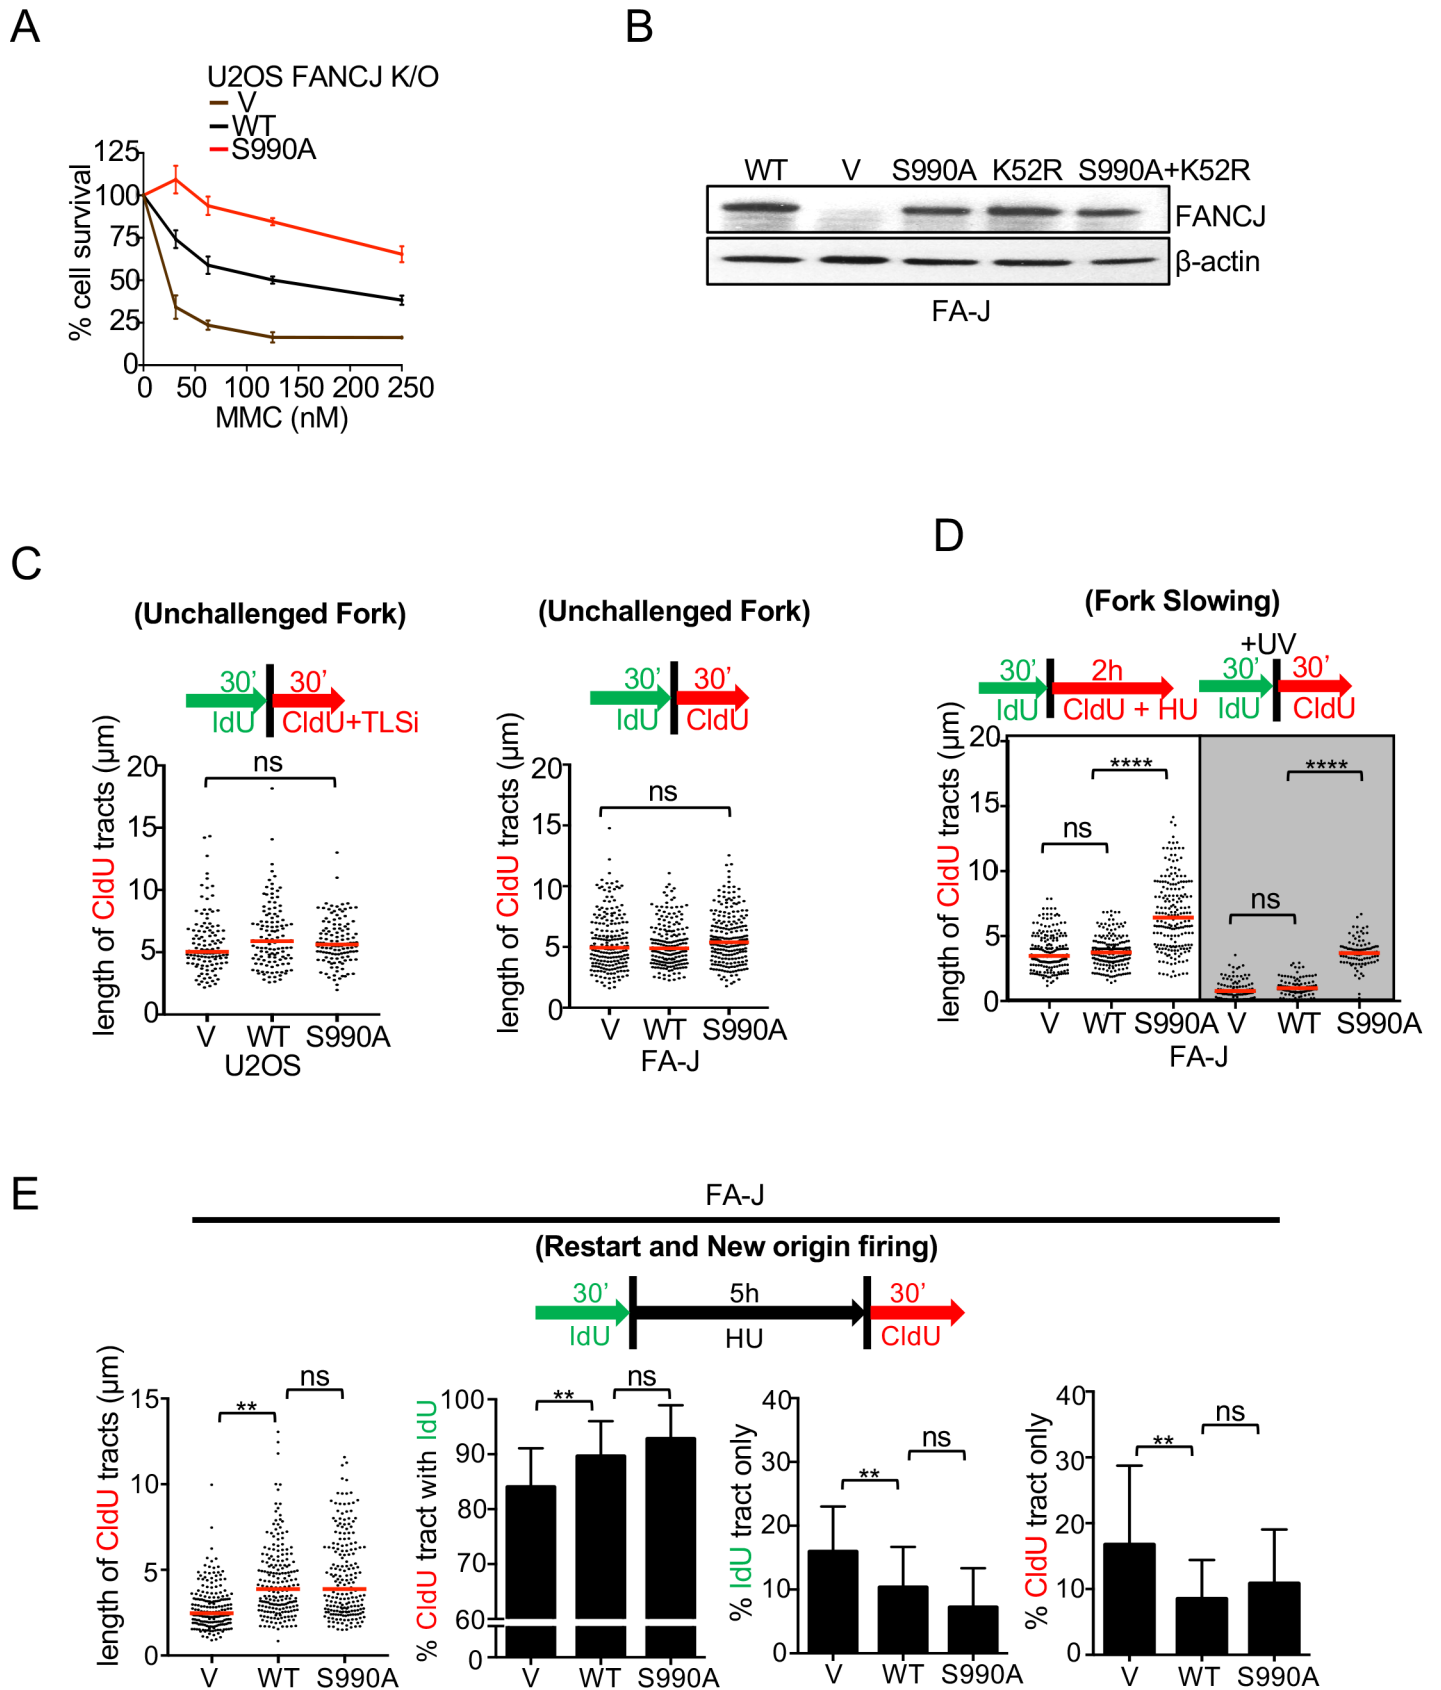 A
U2OS FANCJ K/O
V
WT
S990A
% cell survival
125
100
75
50
25
0
0 50 100 150 200 250
MMC (nM)
B
WT V S990A K52R S990A+K52R
FANCJ
β-actin
FA-J
C
(Unchallenged Fork)
30' 30'
IdU CldU+TLSi
length of CldU tracts (μm)
20
15
10
5
0
ns
V WT S990A
U2OS
(Unchallenged Fork)
30' 30'
IdU CldU
length of CldU tracts (μm)
20
15
10
5
0
ns
V WT S990A
FA-J
D
(Fork Slowing)
+UV
30' 2h 30' 30'
IdU CldU + HU IdU CldU
length of CldU tracts (μm)
20
15
10
5
0
ns **** ns ****
V WT S990A V WT S990A
FA-J
E
FA-J
(Restart and New origin firing)
30' 5h 30'
IdU HU CldU
length of CldU tracts (μm)
15
10
5
0
** ns
V WT S990A
% CldU tract with IdU
100
90
80
70
60
0
** ns
V WT S990A
% IdU tract only
40
30
20
10
0
** ns
V WT S990A
% CldU tract only
40
30
20
10
0
** ns
V WT S990A